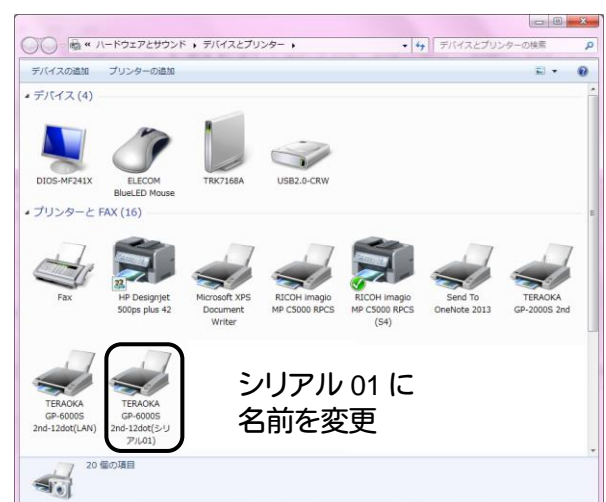 « ハードウェアとサウンド ▸ デバイスとプリンター ▸
デバイスとプリンターの検索
デバイスの追加 プリンターの追加
デバイス (4)
DIOS-MF241X
ELECOM
BlueLED Mouse
TRK7168A
USB2.0-CRW
プリンターと FAX (16)
Fax
HP Designjet
500ps plus 42
Microsoft XPS
Document
Writer
RICOH imagio
MP C5000 RPCS
RICOH imagio
MP C5000 RPCS
(S4)
Send To
OneNote 2013
TERAOKA
GP-2000S 2nd
TERAOKA
GP-6000S
2nd-12dot(LAN)
TERAOKA
GP-6000S
2nd-12dot(シリ
アル01)
シリアル 01 に
名前を変更
20 個の項目